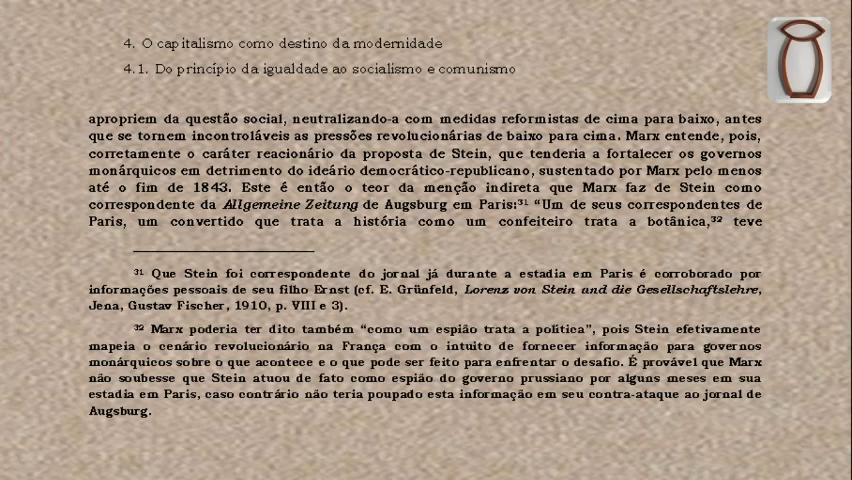 4. O capitalismo como destino da modernidade
4.1. Do princípio da igualdade ao socialismo e comunismo
apropriem da questão social, neutralizando-a com medidas reformistas de cima para baixo, antes
que se tornem incontroláveis as pressões revolucionárias de baixo para cima. Marx entende, pois,
corretamente o caráter reacionário da proposta de Stein, que tenderia a fortalecer os governos
monárquicos em detrimento do ideário democrático-republicano, sustentado por Marx pelo menos
até o fim de 1843. Este é então o teor da menção indireta que Marx faz de Stein como
correspondente da Allgemeine Zeitung de Augsburg em Paris:³¹ “Um de seus correspondentes de
Paris, um convertido que trata a história como um confeiteiro trata a botânica,³² teve
³¹ Que Stein foi correspondente do jornal já durante a estadia em Paris é corroborado por
informações pessoais de seu filho Ernst (cf. E. Grünfeld, Lorenz von Stein und die Gesellschaftslehre,
Jena, Gustav Fischer, 1910, p. VIII e 3).
³² Marx poderia ter dito também “como um espião trata a política”, pois Stein efetivamente
mapeia o cenário revolucionário na França com o intuito de fornecer informação para governos
monárquicos sobre o que acontece e o que pode ser feito para enfrentar o desafio. É provável que Marx
não soubesse que Stein atuou de fato como espião do governo prussiano por alguns meses em sua
estadia em Paris, caso contrário não teria poupado esta informação em seu contra-ataque ao jornal de
Augsburg.